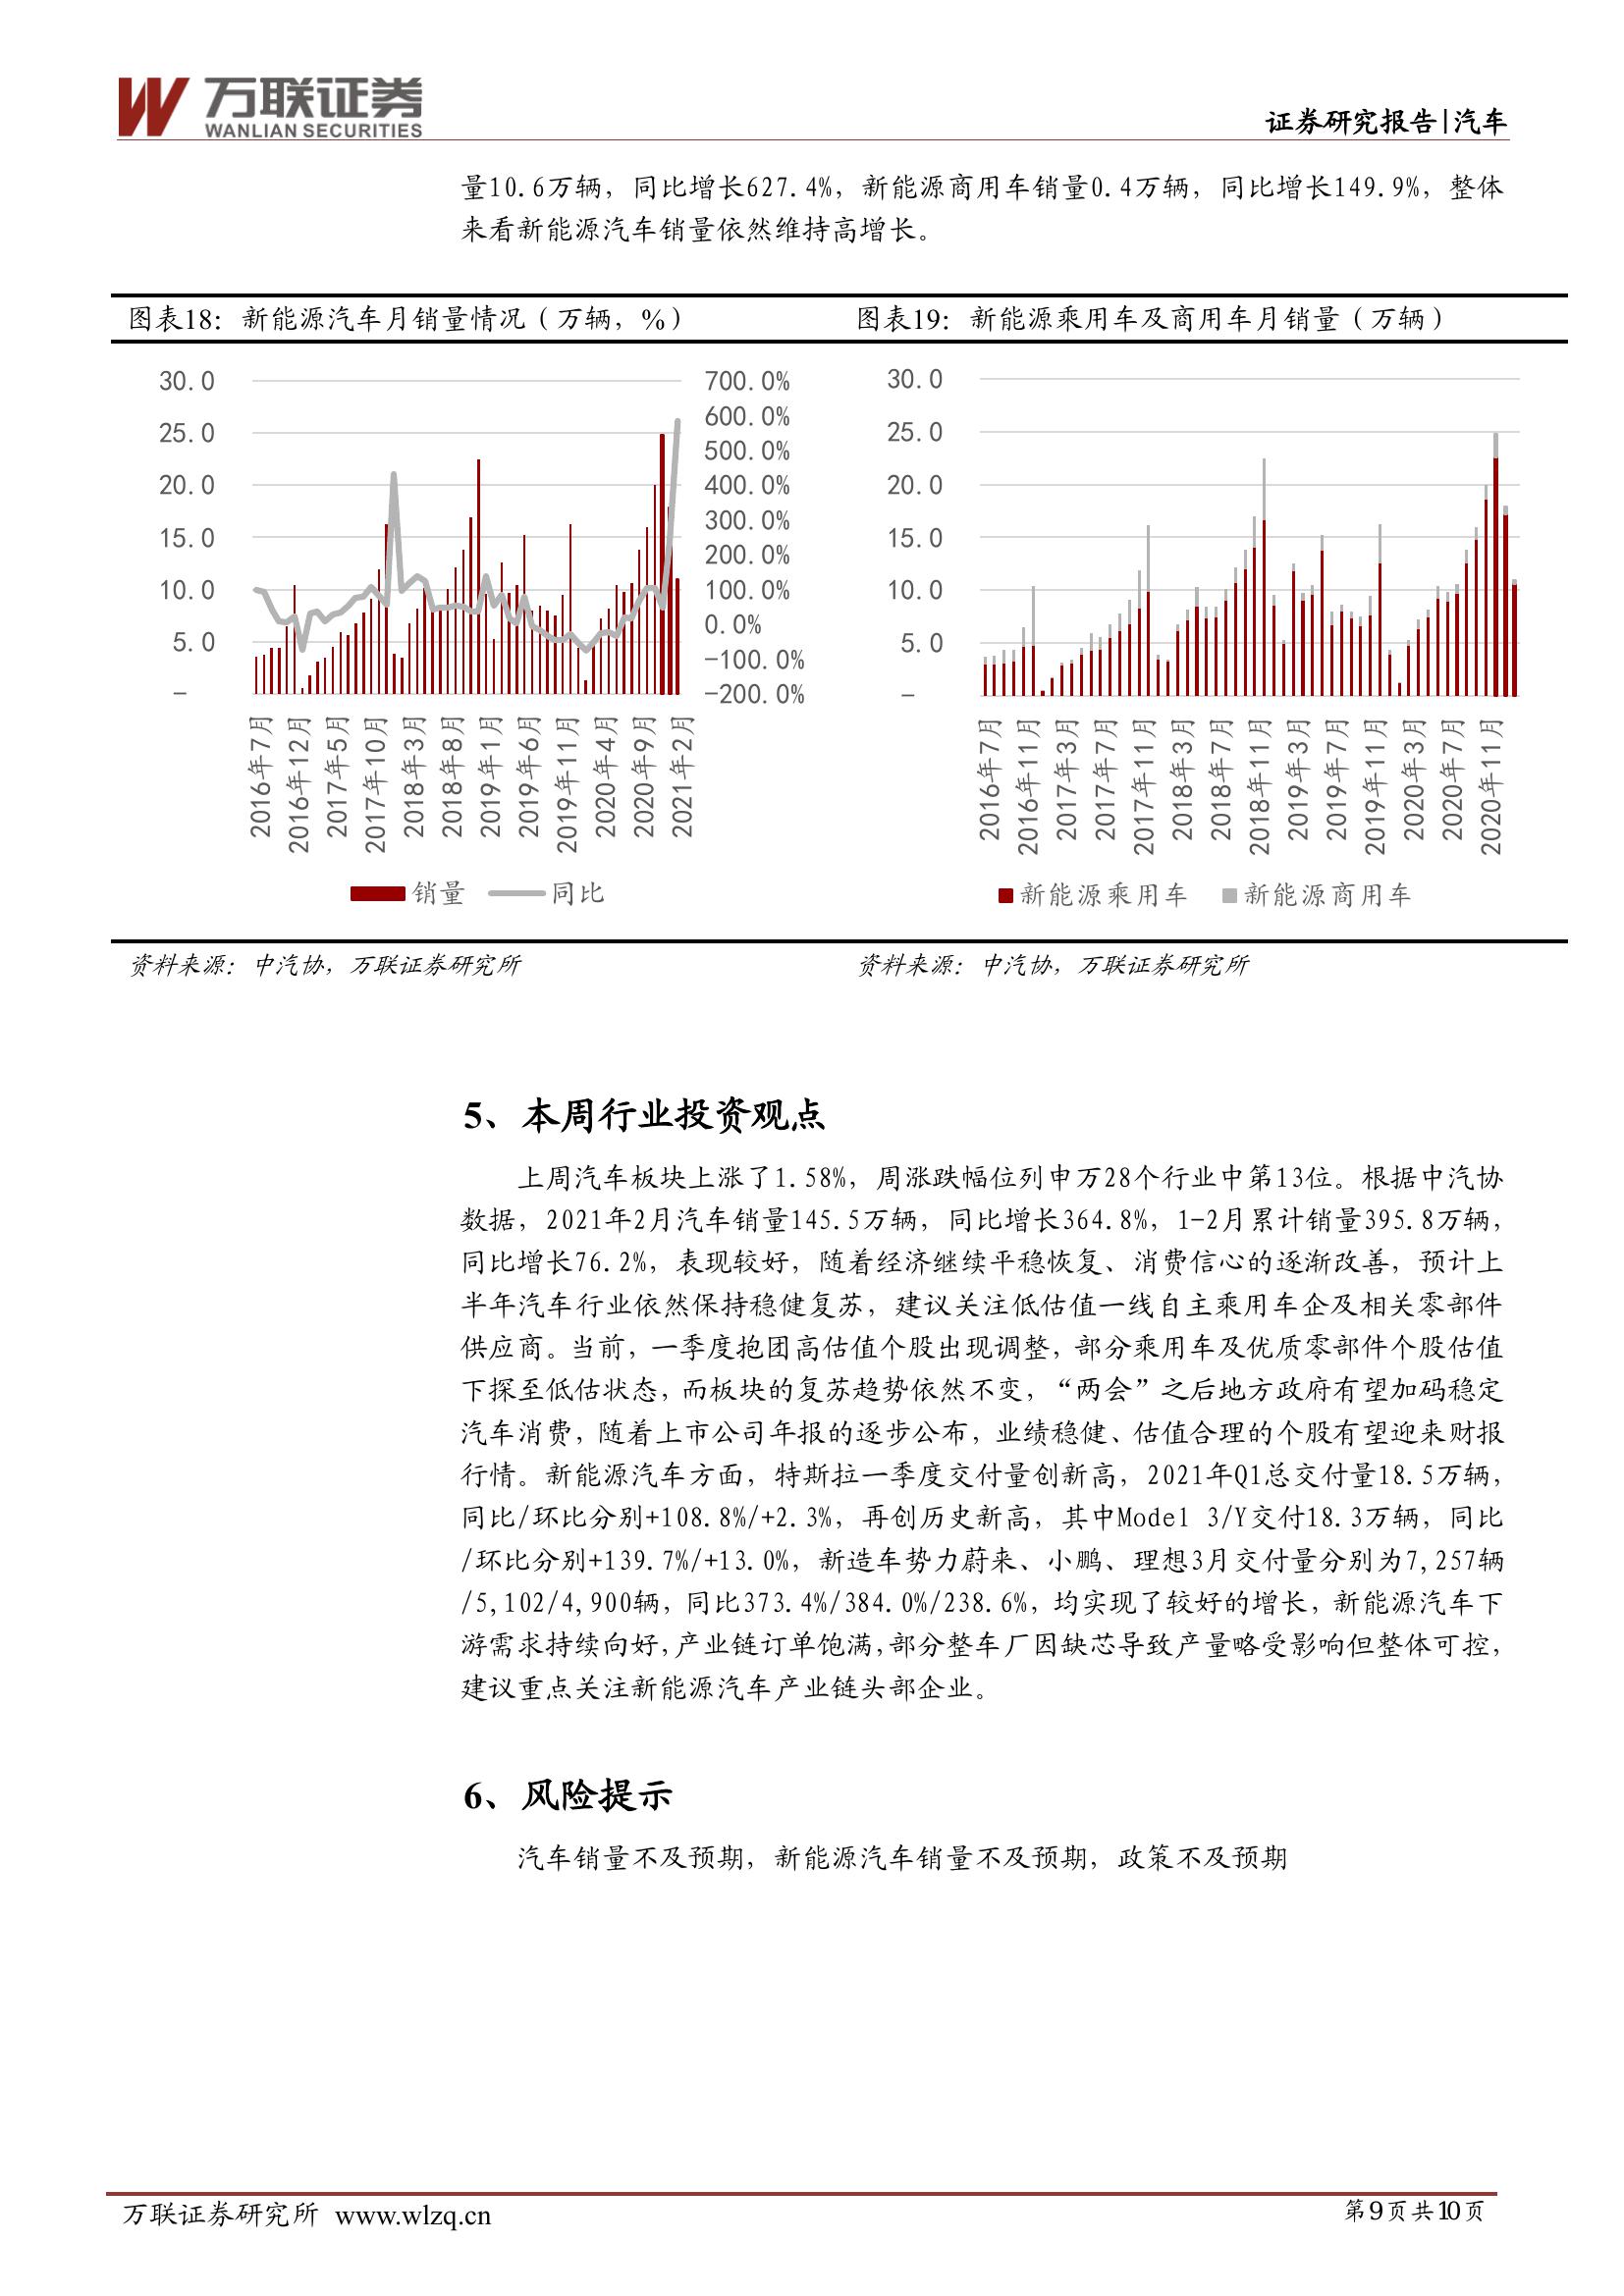 万联证券
WANLIAN SECURITIES
证券研究报告|汽车
量10.6万辆，同比增长627.4%，新能源商用车销量0.4万辆，同比增长149.9%，整体
来看新能源汽车销量依然维持高增长。
图表18：新能源汽车月销量情况（万辆，%）
30.0
25.0
20.0
15.0
10.0
5.0
-
700.0%
600.0%
500.0%
400.0%
300.0%
200.0%
100.0%
0.0%
-100.0%
-200.0%
2016年7月
2016年12月
2017年5月
2017年10月
2018年3月
2018年8月
2019年1月
2019年6月
2019年11月
2020年4月
2020年9月
2021年2月
销量
同比
资料来源：中汽协，万联证券研究所
图表19：新能源乘用车及商用车月销量（万辆）
30.0
25.0
20.0
15.0
10.0
5.0
-
2016年7月
2016年11月
2017年3月
2017年7月
2017年11月
2018年3月
2018年7月
2018年11月
2019年3月
2019年7月
2019年11月
2020年3月
2020年7月
2020年11月
新能源乘用车
新能源商用车
资料来源：中汽协，万联证券研究所
5、本周行业投资观点
上周汽车板块上涨了1.58%，周涨跌幅位列申万28个行业中第13位。根据中汽协
数据，2021年2月汽车销量145.5万辆，同比增长364.8%，1-2月累计销量395.8万辆，
同比增长76.2%，表现较好，随着经济继续平稳恢复、消费信心的逐渐改善，预计上
半年汽车行业依然保持稳健复苏，建议关注低估值一线自主乘用车企及相关零部件
供应商。当前，一季度抱团高估值个股出现调整，部分乘用车及优质零部件个股估值
下探至低估状态，而板块的复苏趋势依然不变，“两会”之后地方政府有望加码稳定
汽车消费，随着上市公司年报的逐步公布，业绩稳健、估值合理的个股有望迎来财报
行情。新能源汽车方面，特斯拉一季度交付量创新高，2021年Q1总交付量18.5万辆，
同比/环比分别+108.8%/+2.3%，再创历史新高，其中Model 3/Y交付18.3万辆，同比
/环比分别+139.7%/+13.0%，新造车势力蔚来、小鹏、理想3月交付量分别为7,257辆
/5,102/4,900辆，同比373.4%/384.0%/238.6%，均实现了较好的增长，新能源汽车下
游需求持续向好，产业链订单饱满，部分整车厂因缺芯导致产量略受影响但整体可控，
建议重点关注新能源汽车产业链头部企业。
6、风险提示
汽车销量不及预期，新能源汽车销量不及预期，政策不及预期
万联证券研究所 www.wlzq.cn
第9页共10页